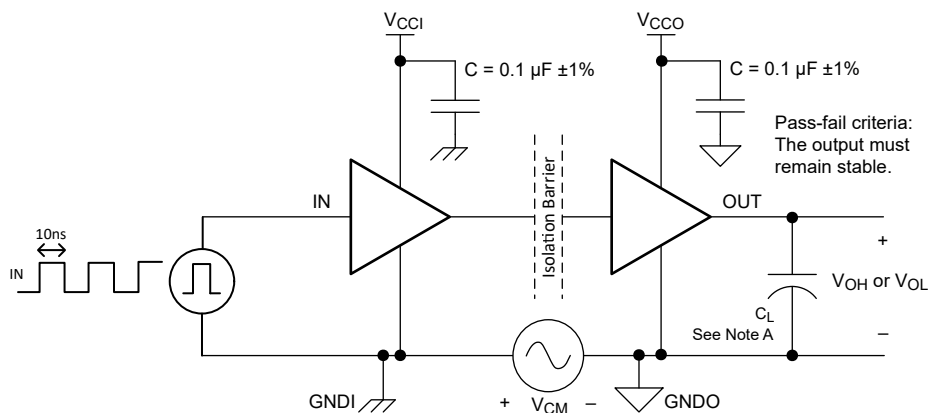 VCCI
VCCO
C = 0.1 µF ±1%
C = 0.1 µF ±1%
Pass-fail criteria:
The output must
remain stable.
Isolation Barrier
IN
OUT
10ns
IN
+
VOH or VOL
–
CL
See Note A
GNDI
+ VCM –
GNDO